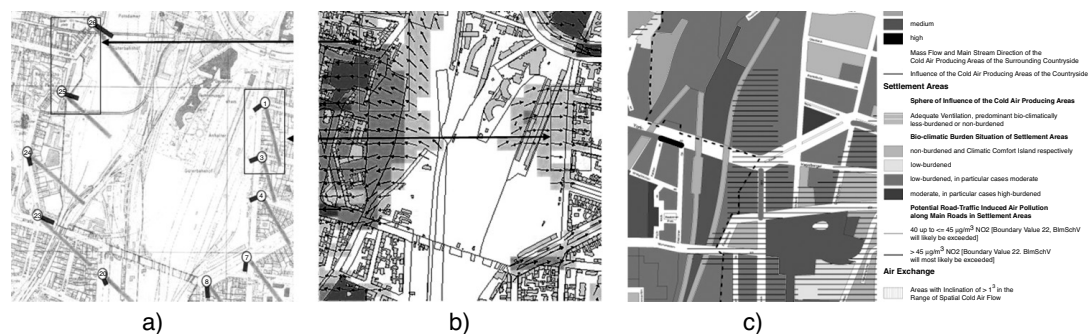 26
25
24
23
20
8
7
4
3
1
a)
b)
c)
medium
high
Mass Flow and Main Stream Direction of the
Cold Air Producing Areas of the Surrounding Countryside
Influence of the Cold Air Producing Areas of the Countryside
Settlement Areas
Sphere of Influence of the Cold Air Producing Areas
Adequate Ventilation, predominant bio-climatically
less-burdened or non-burdened
Bio-climatic Burden Situation of Settlement Areas
non-burdened and Climatic Comfort Island respectively
low-burdened
low-burdened, in particular cases moderate
moderate, in particular cases high-burdened
Potential Road-Traffic Induced Air Pollution
along Main Roads in Settlement Areas
40 up to <= 45 µg/m³ NO2 [Boundary Value 22, BlmSchV
will likely be exceeded]
> 45 µg/m³ NO2 [Boundary Value 22, BlmSchV
will most likely be exceeded]
Air Exchange
Areas with Inclination of > 1³ in the
Range of Spatial Cold Air Flow